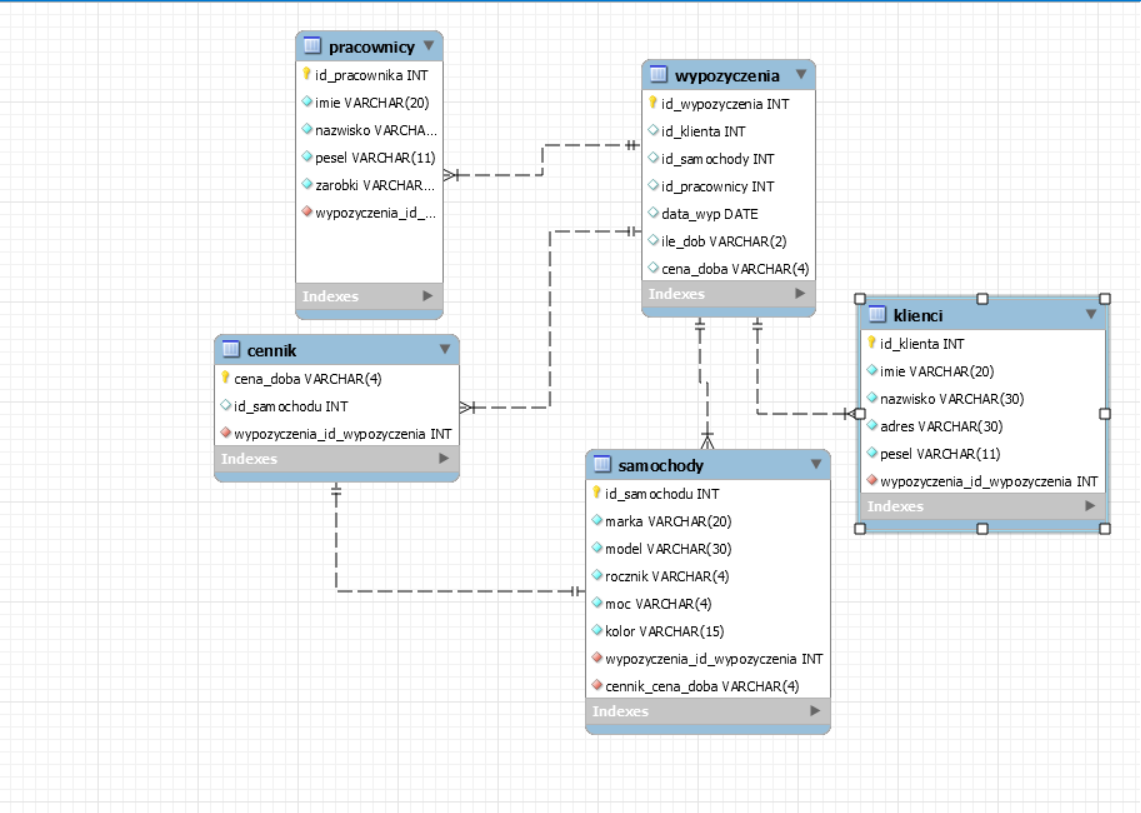 pracownicy
id_pracownika INT
imie VARCHAR(20)
nazwisko VARCHA...
pesel VARCHAR(11)
zarobki VARCHAR...
wypozyczenia_id_...
Indexes
wypozyczenia
id_wypozyczenia INT
id_klienta INT
id_samochody INT
id_pracownicy INT
data_wyp DATE
ile_dob VARCHAR(2)
cena_doba VARCHAR(4)
Indexes
cennik
cena_doba VARCHAR(4)
id_samochodu INT
wypozyczenia_id_wypozyczenia INT
Indexes
klienci
id_klienta INT
imie VARCHAR(20)
nazwisko VARCHAR(30)
adres VARCHAR(30)
pesel VARCHAR(11)
wypozyczenia_id_wypozyczenia INT
Indexes
samochody
id_samochodu INT
marka VARCHAR(20)
model VARCHAR(30)
rocznik VARCHAR(4)
moc VARCHAR(4)
kolor VARCHAR(15)
wypozyczenia_id_wypozyczenia INT
cennik_cena_doba VARCHAR(4)
Indexes